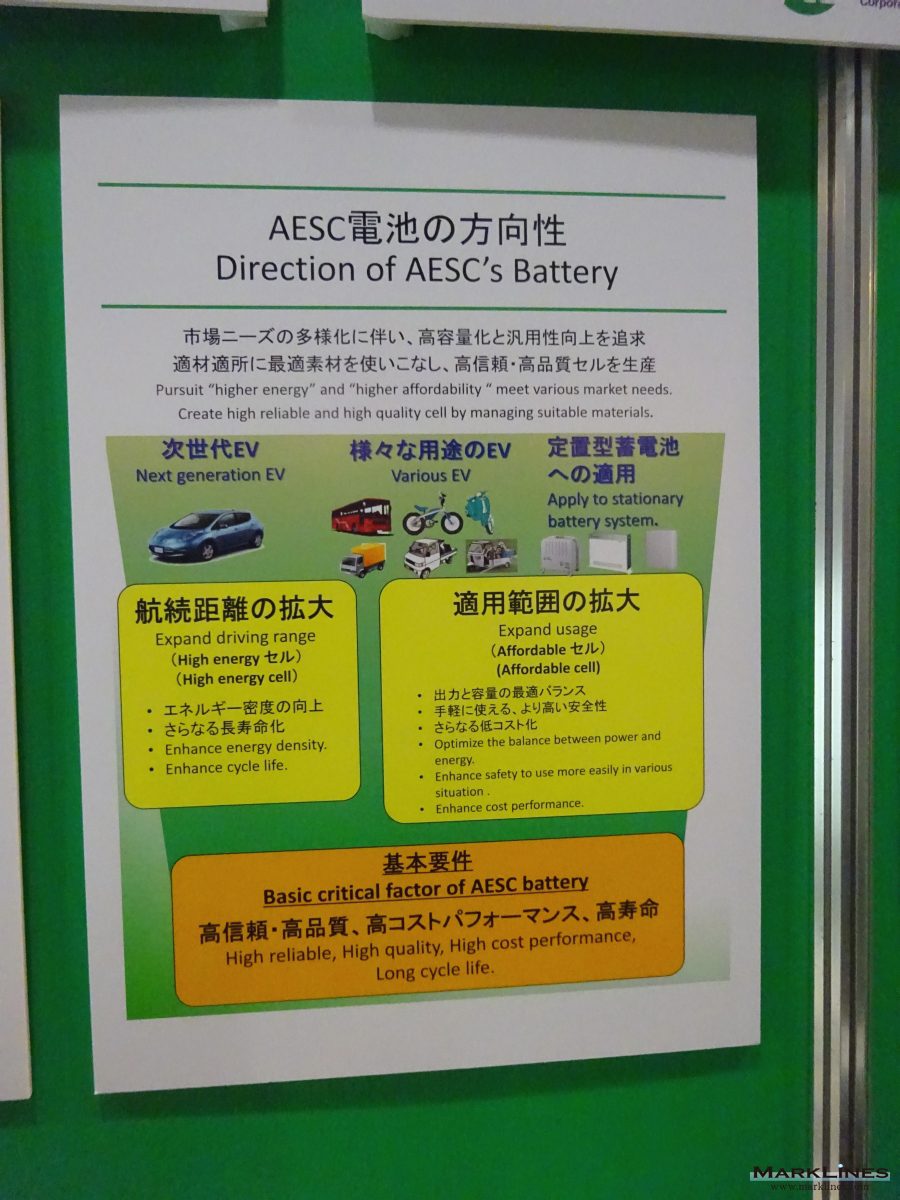 Corpor
AESC電池の方向性
Direction of AESC's Battery
市場ニーズの多様化に伴い、高容量化と汎用性向上を追求
適材適所に最適素材を使いこなし、高信頼・高品質セルを生産
Pursuit "higher energy" and "higher affordability " meet various market needs.
Create high reliable and high quality cell by managing suitable materials.
次世代EV
Next generation EV
様々な用途のEV
Various EV
定置型蓄電池
への適用
Apply to stationary
battery system.
航続距離の拡大
Expand driving range
（High energy セル）
(High energy cell)
• エネルギー密度の向上
• さらなる長寿命化
• Enhance energy density.
• Enhance cycle life.
適用範囲の拡大
Expand usage
（Affordable セル）
(Affordable cell)
• 出力と容量の最適バランス
• 手軽に使える、より高い安全性
• さらなる低コスト化
• Optimize the balance between power and
energy.
• Enhance safety to use more easily in various
situation .
• Enhance cost performance.
基本要件
Basic critical factor of AESC battery
高信頼・高品質、高コストパフォーマンス、高寿命
High reliable, High quality, High cost performance,
Long cycle life.
MARKLINES